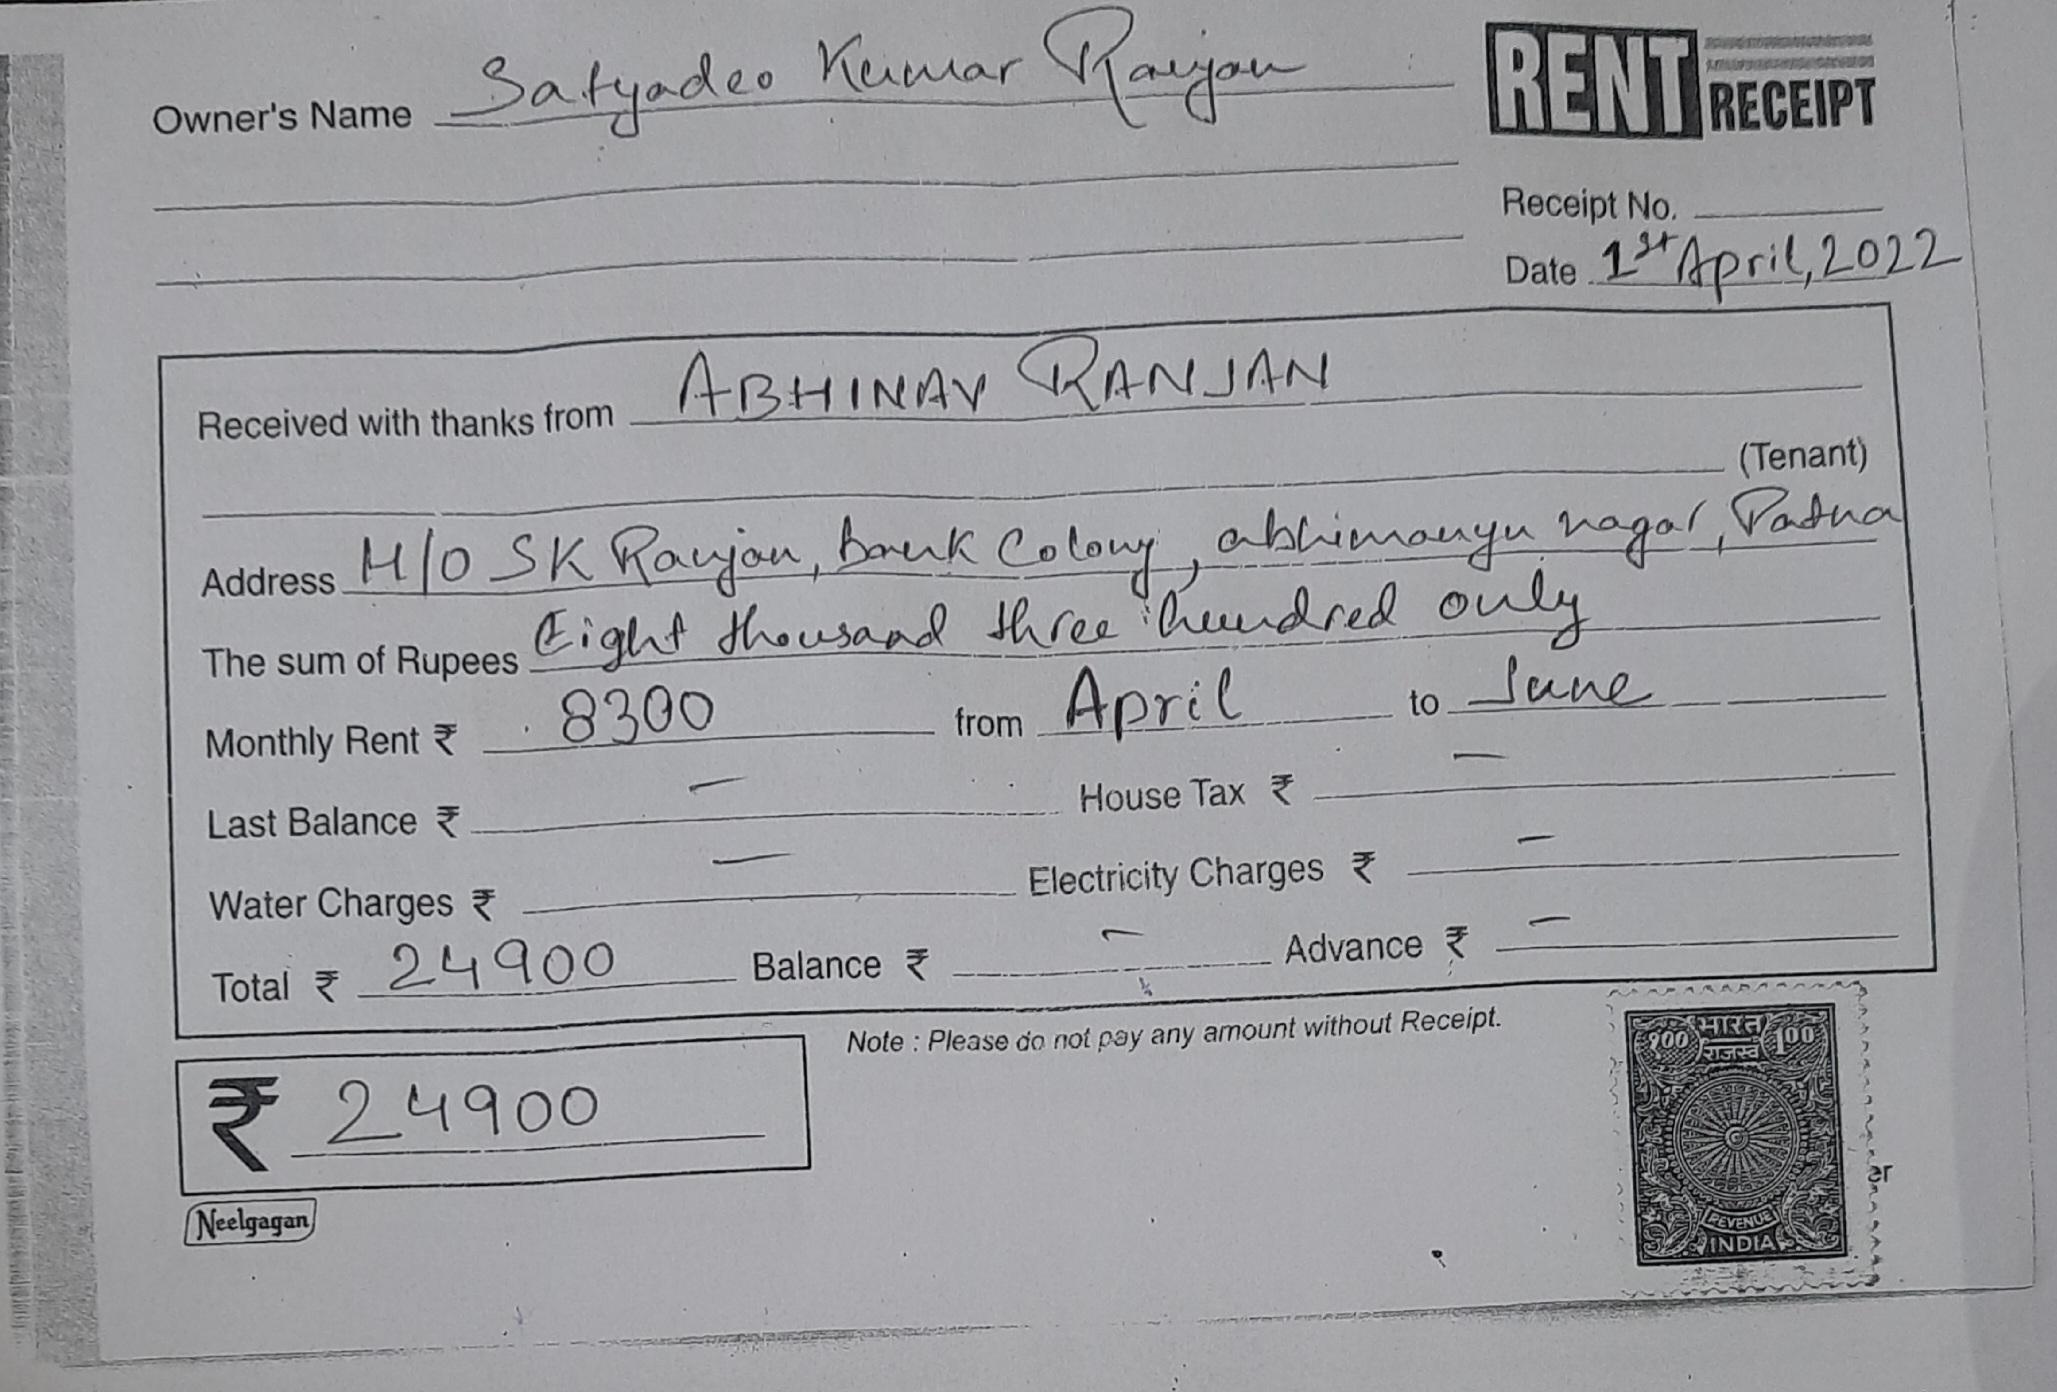 Owner's Name Satyadeo Kumar Ranjan
RENT RECEIPT
Receipt No.
Date 1st April, 2022
Received with thanks from ABHINAV RANJAN
(Tenant)
Address H/O SK Ranjan, Bank Colony, abhimanyu nagar, Patna
The sum of Rupees Eight thousand three hundred only
Monthly Rent ₹ 8300 from April to June
Last Balance ₹ – House Tax ₹ –
Water Charges ₹ – Electricity Charges ₹ –
Total ₹ 24900 Balance ₹ – Advance ₹ –
Note : Please do not pay any amount without Receipt.
₹ 24900
Neelgagan
१00 भारत 1.00
राजस्व
REVENUE
INDIA